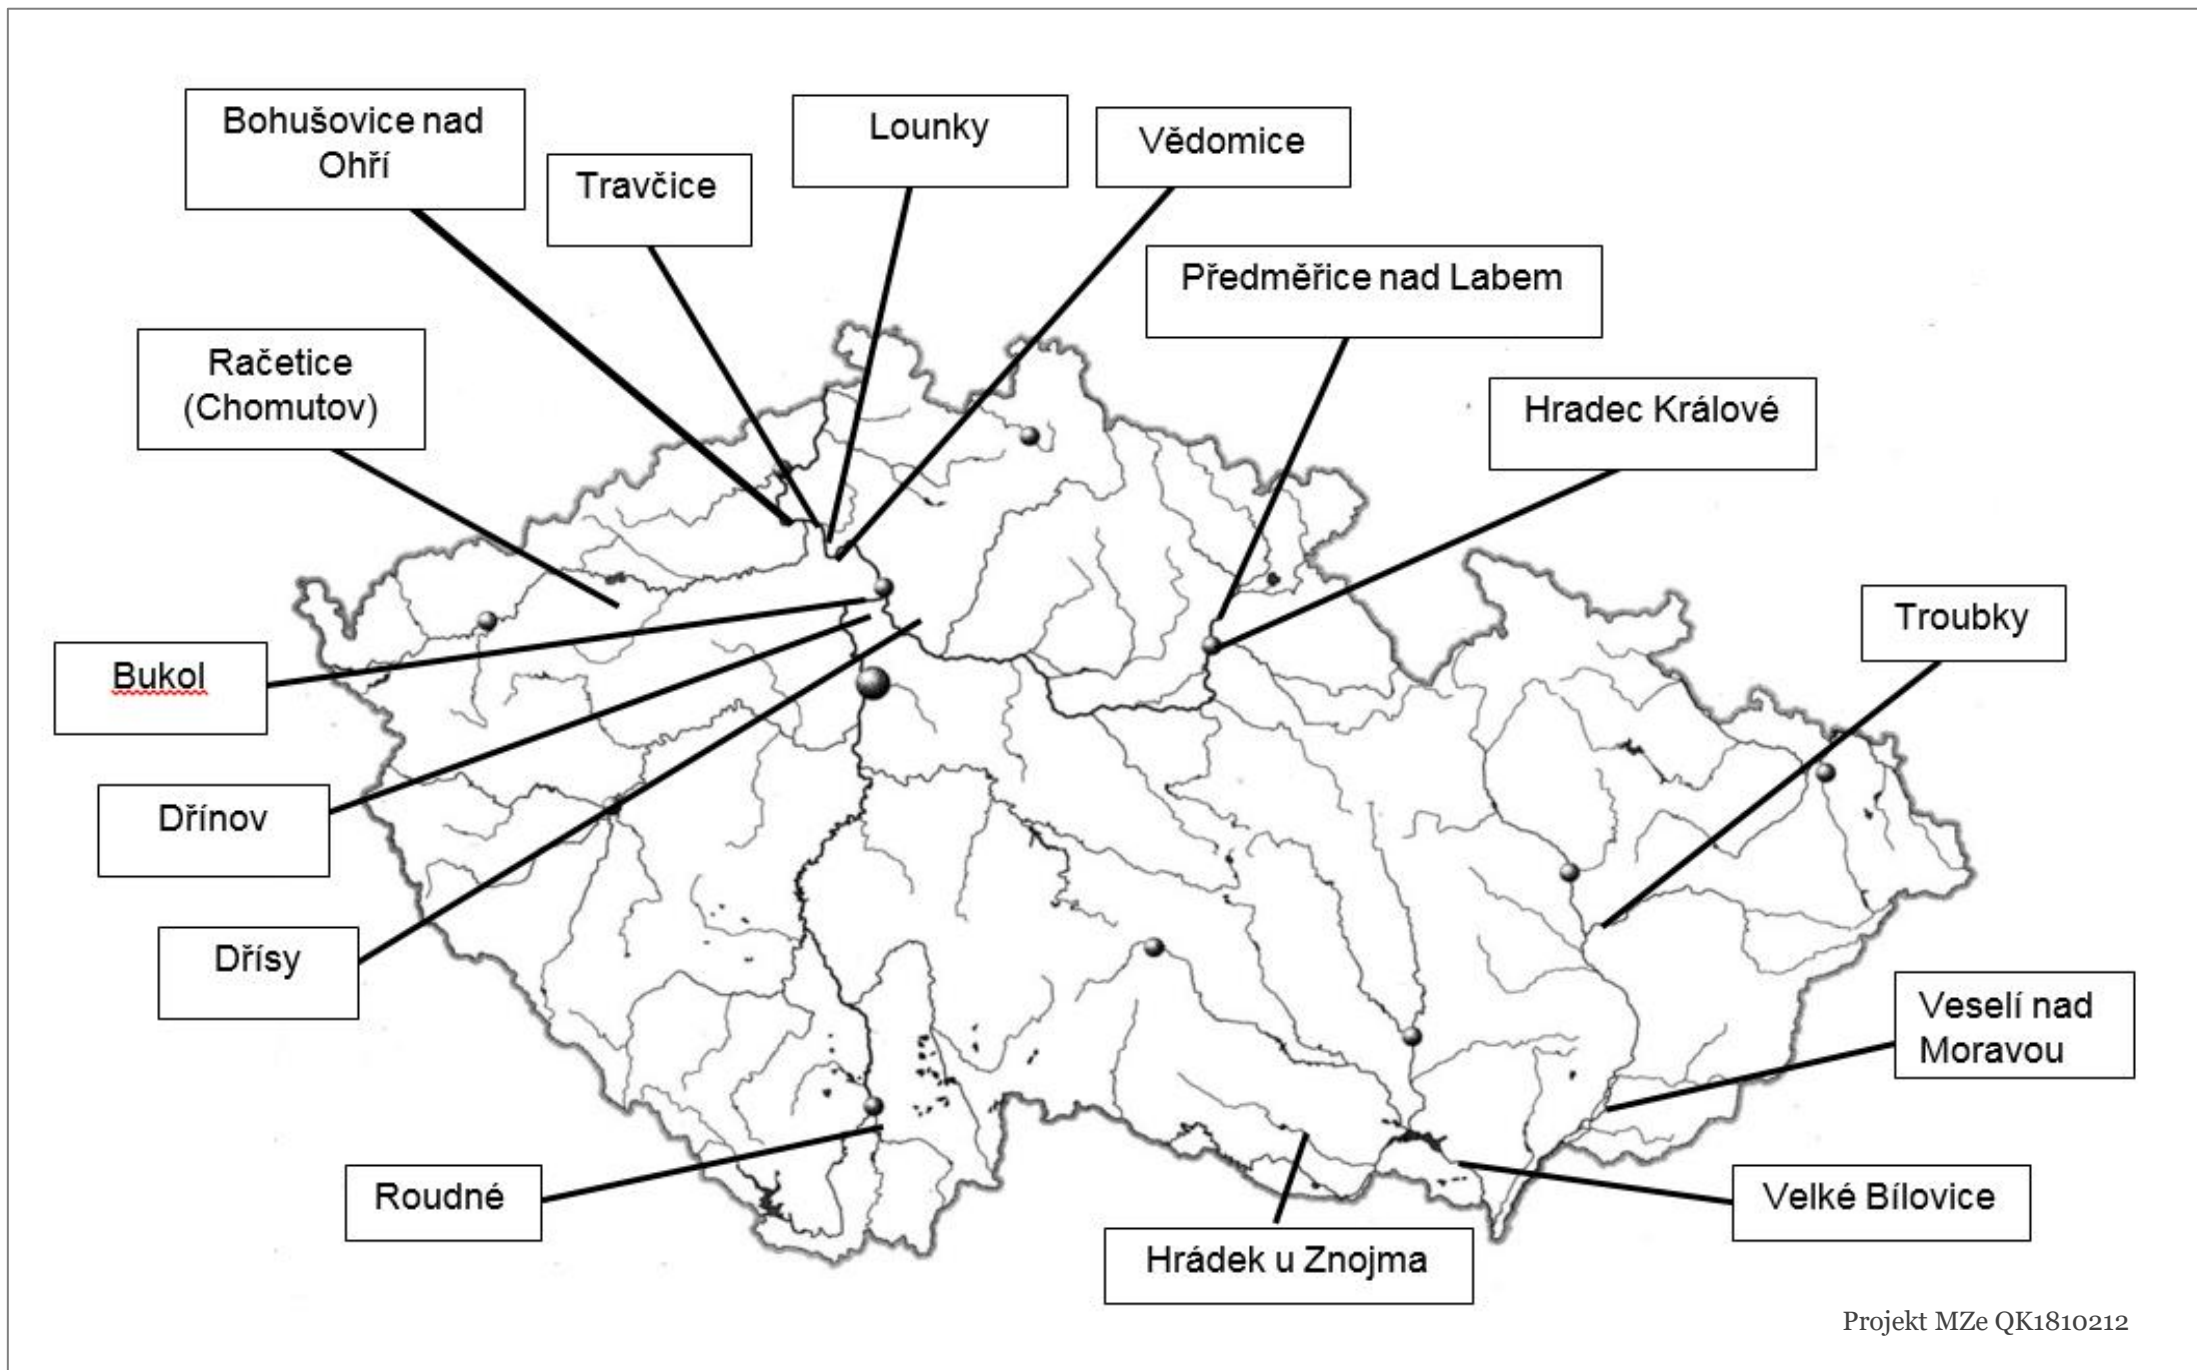 Bohušovice nad
Ohří
Travčice
Lounky
Vědomice
Předměřice nad Labem
Račetice
(Chomutov)
Hradec Králové
Troubky
Bukol
Dřínov
Dřísy
Veselí nad
Moravou
Roudné
Velké Bílovice
Hrádek u Znojma
Projekt MZe QK1810212